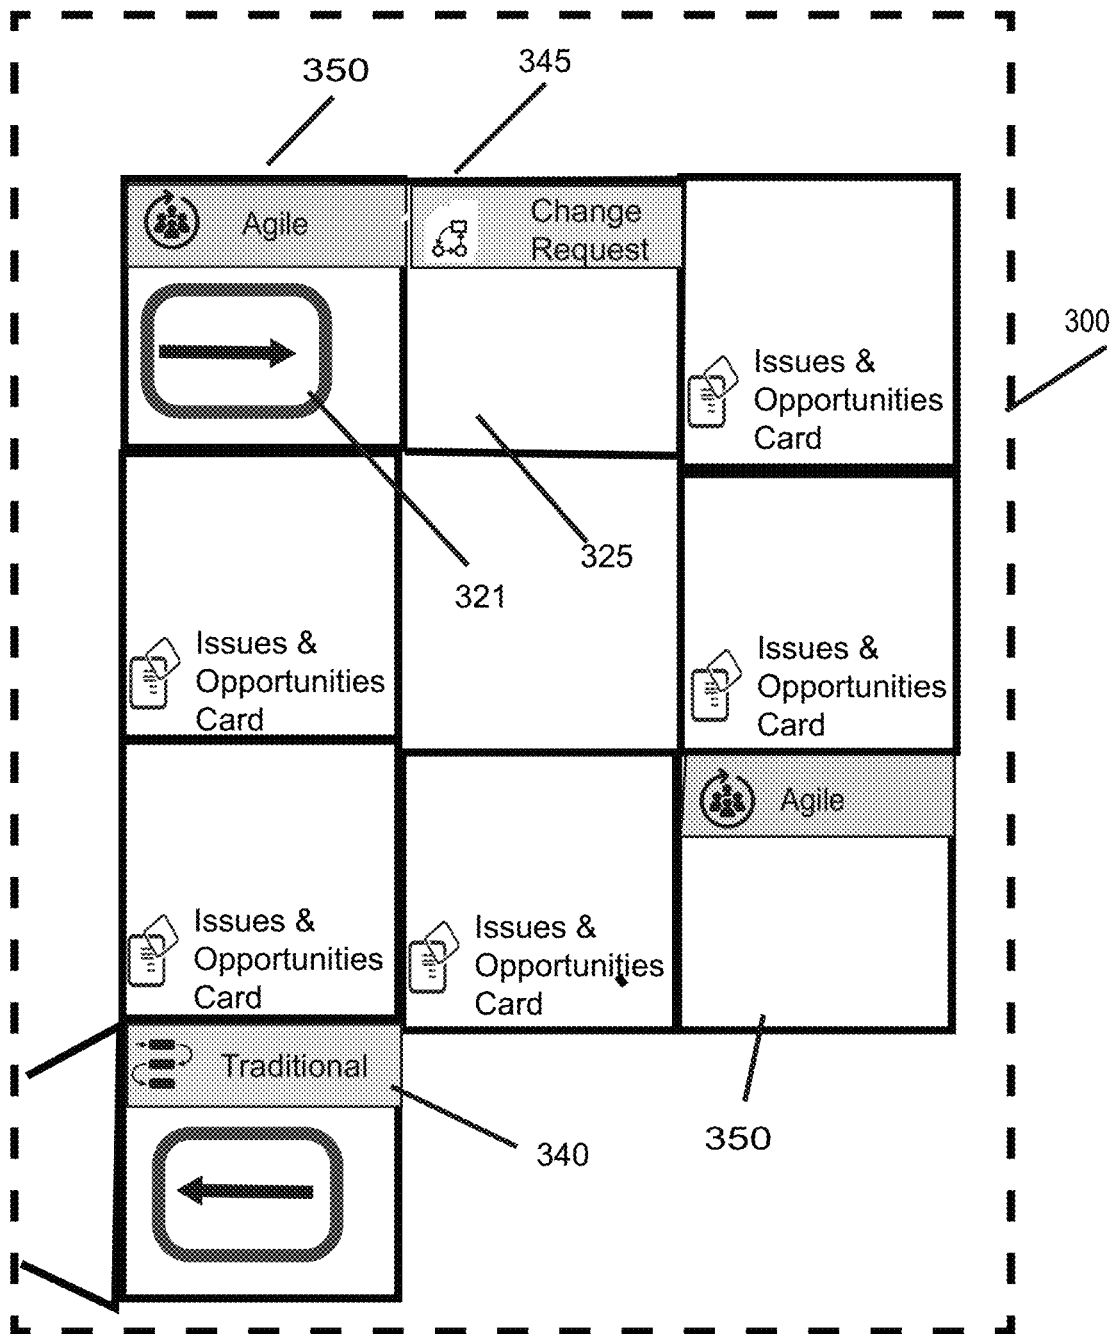 350
345
Agile
Change
Request
300
Issues &
Opportunities
Card
325
321
Issues &
Opportunities
Card
Issues &
Opportunities
Card
Agile
Issues &
Opportunities
Card
Issues &
Opportunities
Card
Traditional
350
340